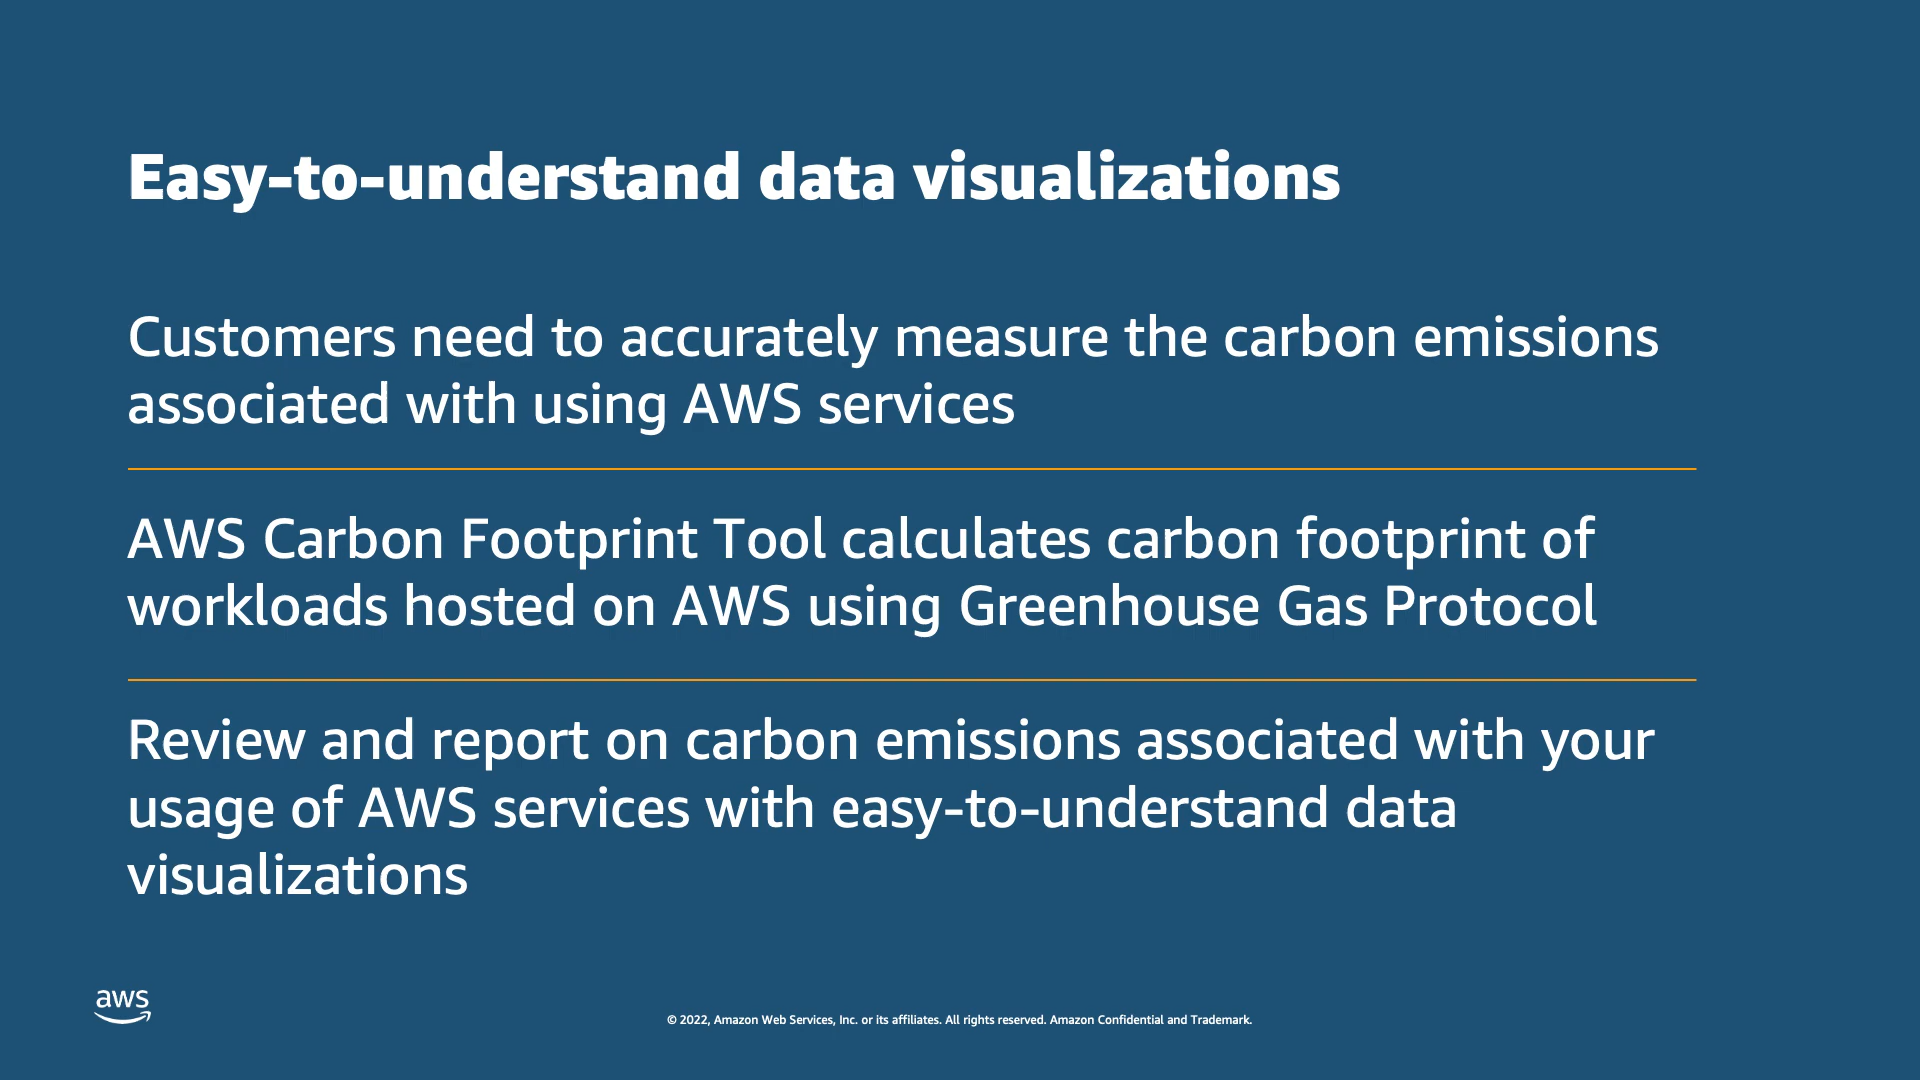 Easy-to-understand data visualizations
Customers need to accurately measure the carbon emissions
associated with using AWS services
AWS Carbon Footprint Tool calculates carbon footprint of
workloads hosted on AWS using Greenhouse Gas Protocol
Review and report on carbon emissions associated with your
usage of AWS services with easy-to-understand data
visualizations
aws
© 2022, Amazon Web Services, Inc. or its affiliates. All rights reserved. Amazon Confidential and Trademark.